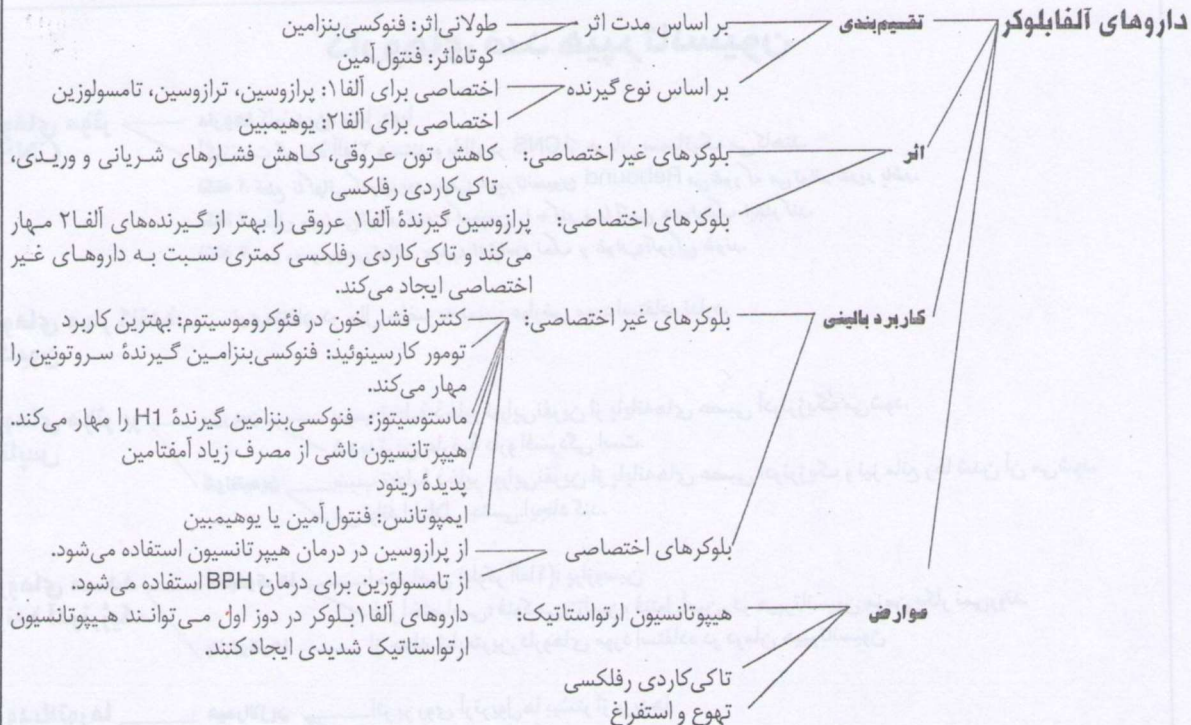 داروهای آلفابلوکر
تقسیم‌بندی
بر اساس مدت اثر
طولانی‌اثر: فنوکسی‌بنزامین
کوتاه‌اثر: فنتول‌آمین
بر اساس نوع گیرنده
اختصاصی برای آلفا۱: پرازوسین، ترازوسین، تامسولوزین
اختصاصی برای آلفا۲: یوهیمبین
اثر
بلوکرهای غیر اختصاصی: کاهش تون عروقی، کاهش فشارهای شریانی و وریدی،
تاکی‌کاردی رفلکسی
بلوکرهای اختصاصی: پرازوسین گیرندهٔ آلفا۱ عروقی را بهتر از گیرنده‌های آلفا۲ مهار
می‌کند و تاکی‌کاردی رفلکسی کمتری نسبت به داروهای غیر
اختصاصی ایجاد می‌کند.
کاربرد بالینی
بلوکرهای غیر اختصاصی: کنترل فشار خون در فئوکروموسیتوم: بهترین کاربرد
تومور کارسینوئید: فنوکسی‌بنزامین گیرندهٔ سروتونین را
مهار می‌کند.
ماستوسیتوز: فنوکسی‌بنزامین گیرندهٔ H1 را مهار می‌کند.
هیپرتانسیون ناشی از مصرف زیاد آمفتامین
پدیدهٔ رینود
ایمپوتانس: فنتول‌آمین یا یوهیمبین
بلوکرهای اختصاصی
از پرازوسین در درمان هیپرتانسیون استفاده می‌شود.
از تامسولوزین برای درمان BPH استفاده می‌شود.
عوارض
هیپوتانسیون ارتواستاتیک: داروهای آلفا۱بلوکر در دوز اول می‌توانند هیپوتانسیون
ارتواستاتیک شدیدی ایجاد کنند.
تاکی‌کاردی رفلکسی
تهوع و استفراغ